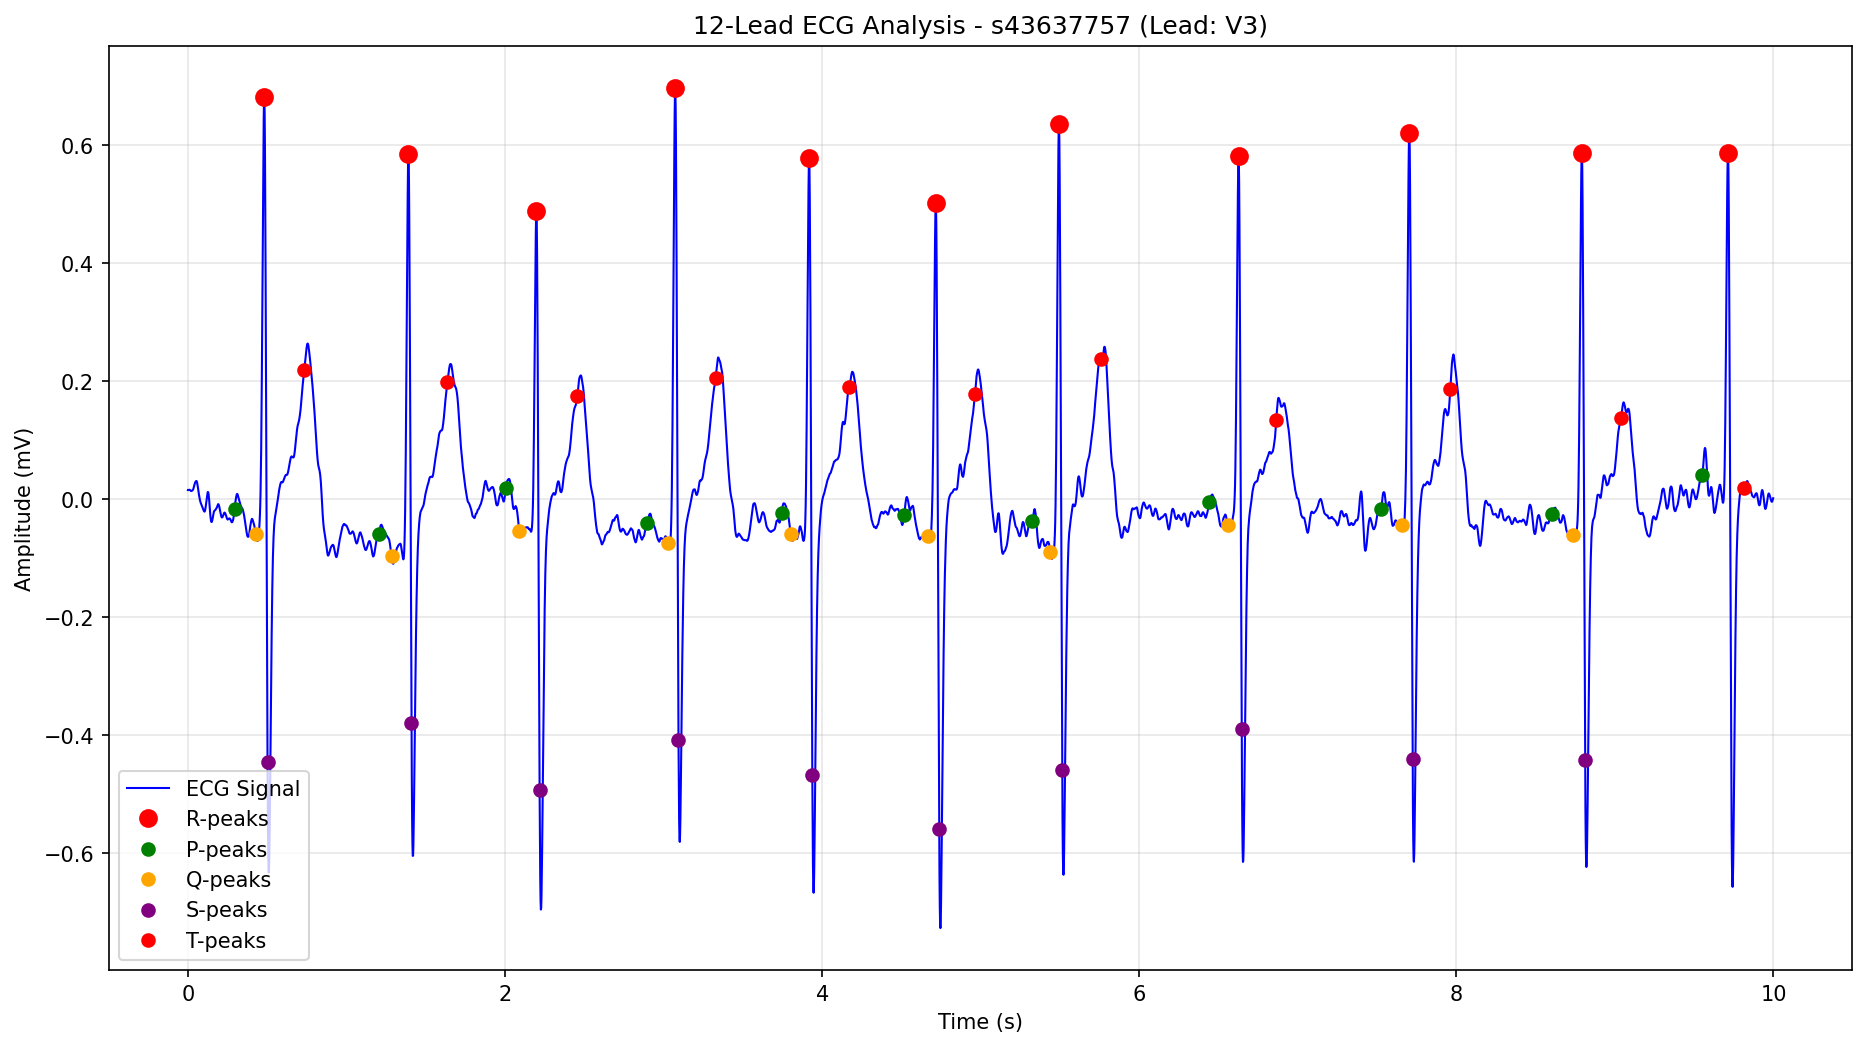 12-Lead ECG Analysis - s43637757 (Lead: V3)
Amplitude (mV)
0.6
0.4
0.2
0.0
−0.2
−0.4
−0.6
ECG Signal
R-peaks
P-peaks
Q-peaks
S-peaks
T-peaks
0 2 4 6 8 10
Time (s)